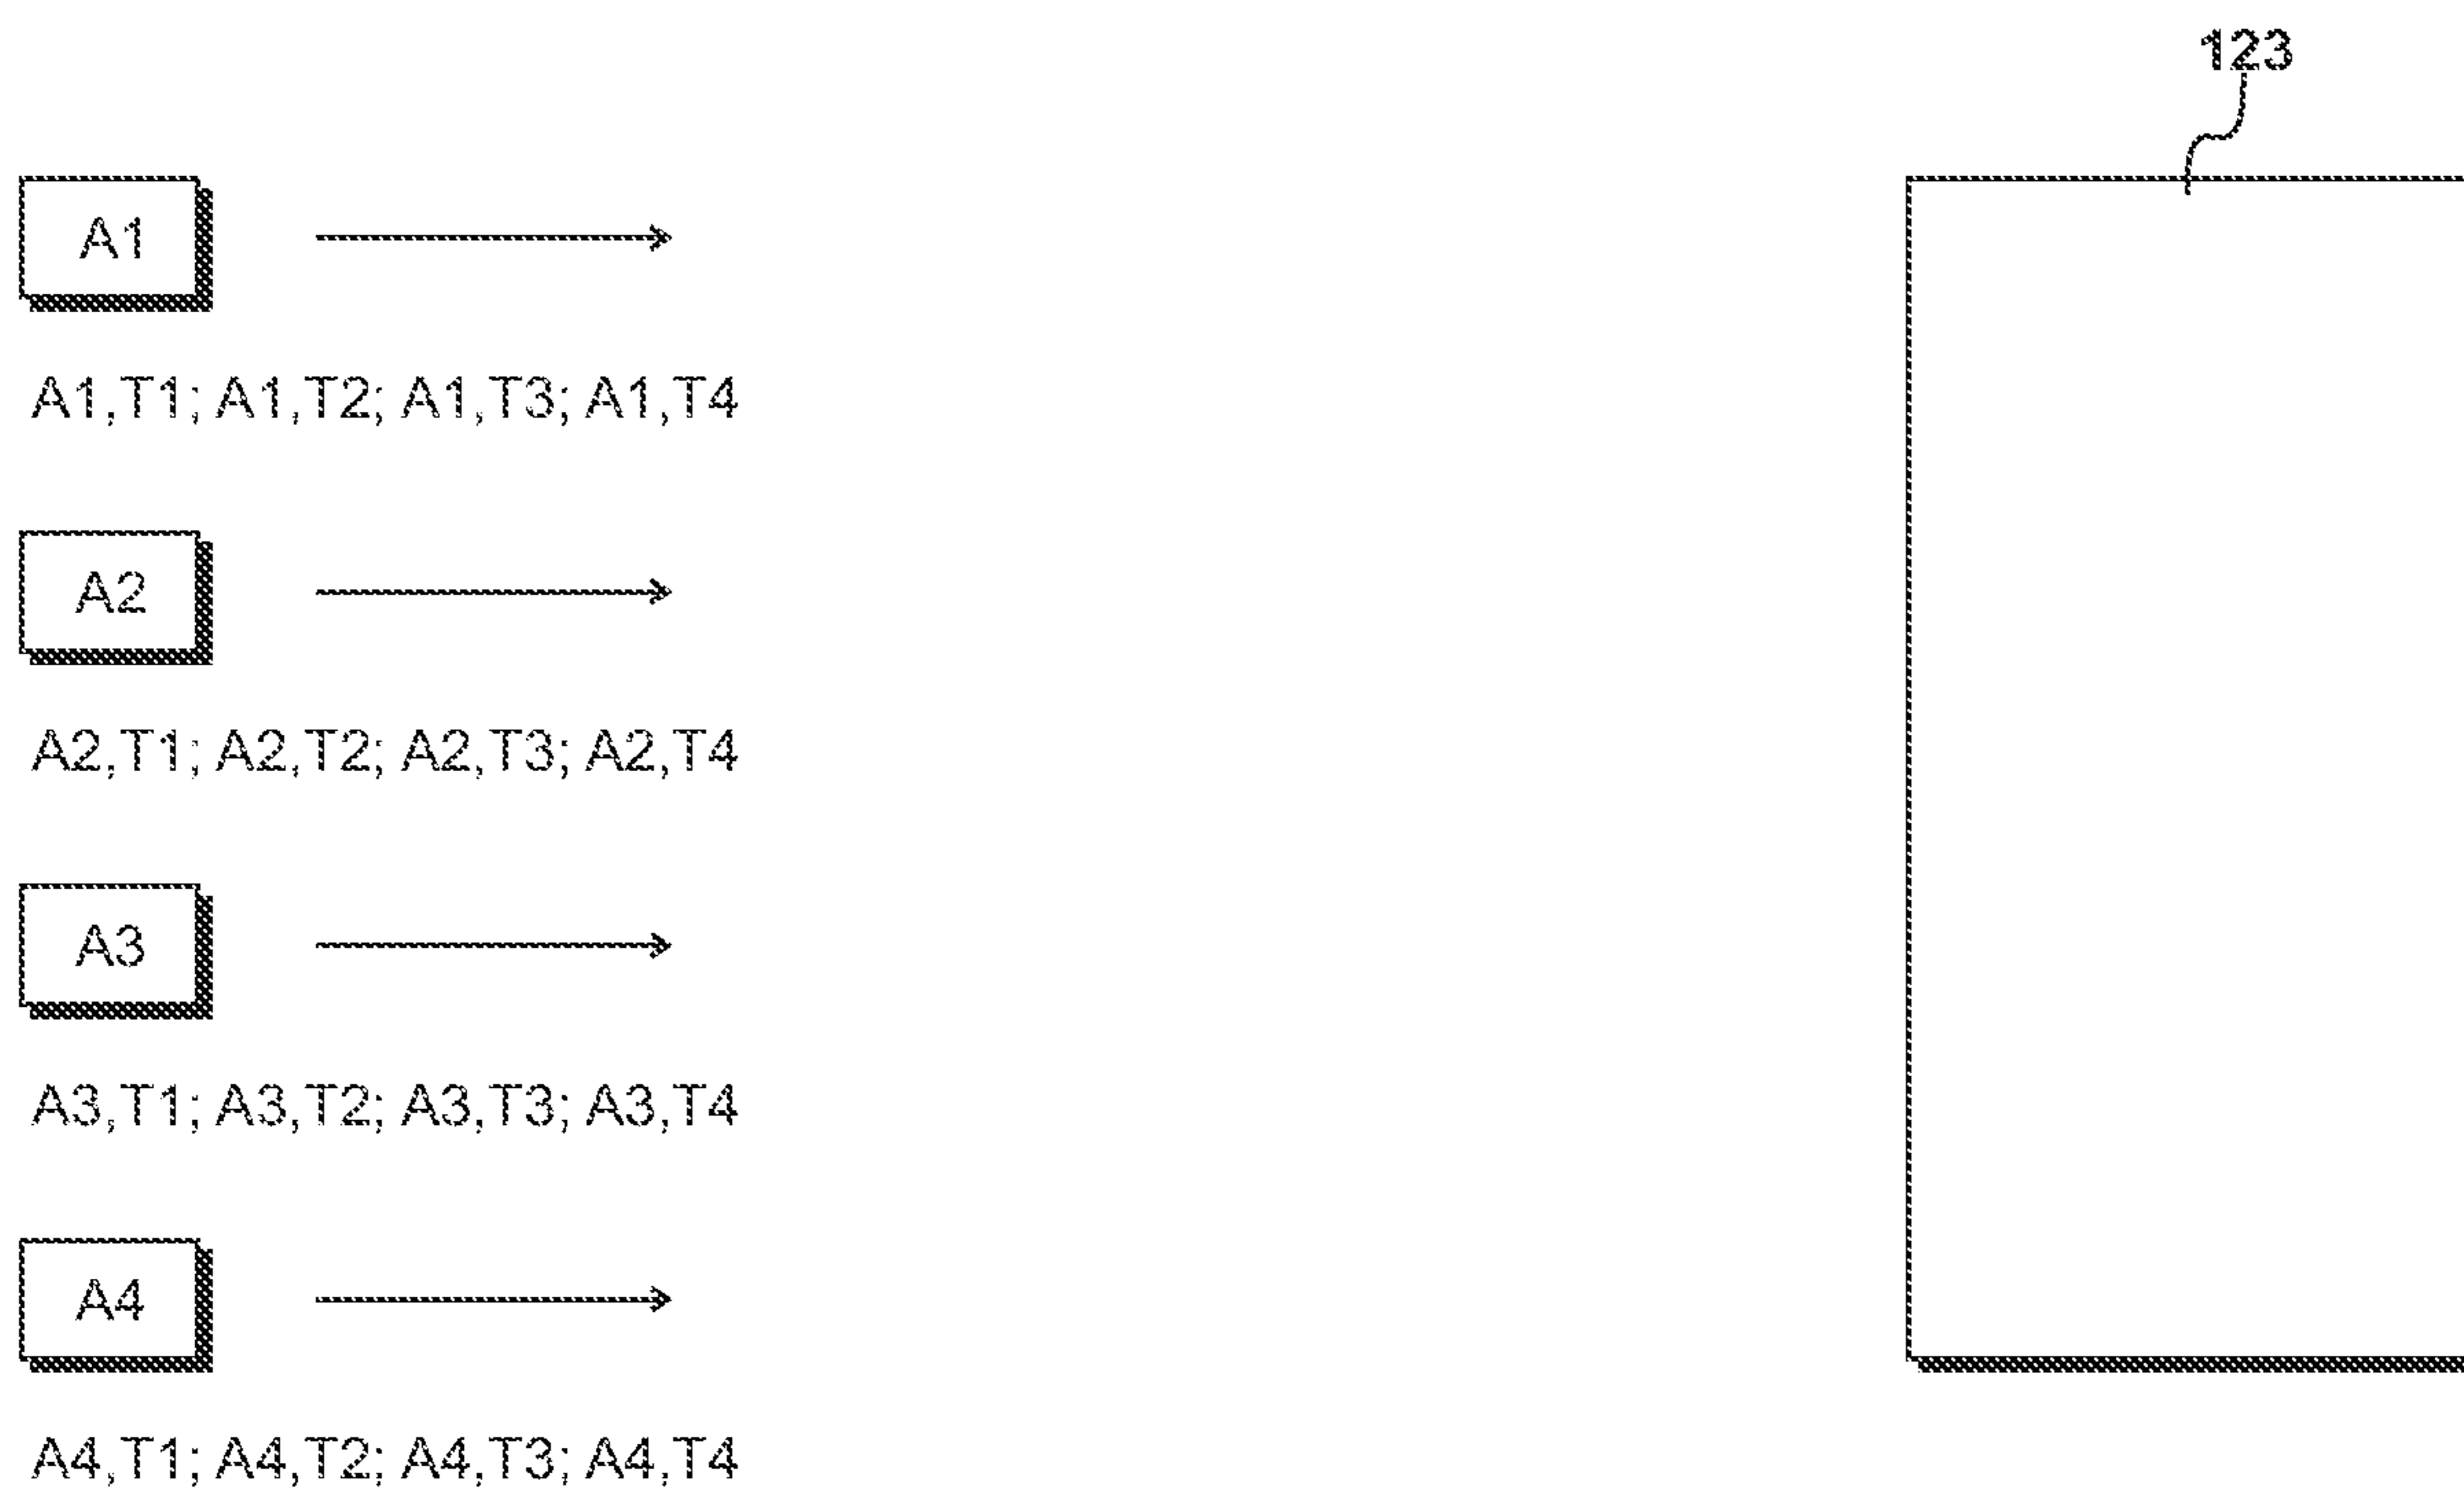 123
A1
A1,T1; A1,T2; A1,T3; A1,T4
A2
A2,T1; A2,T2; A2,T3; A2,T4
A3
A3,T1; A3,T2; A3,T3; A3,T4
A4
A4,T1; A4,T2; A4,T3; A4,T4